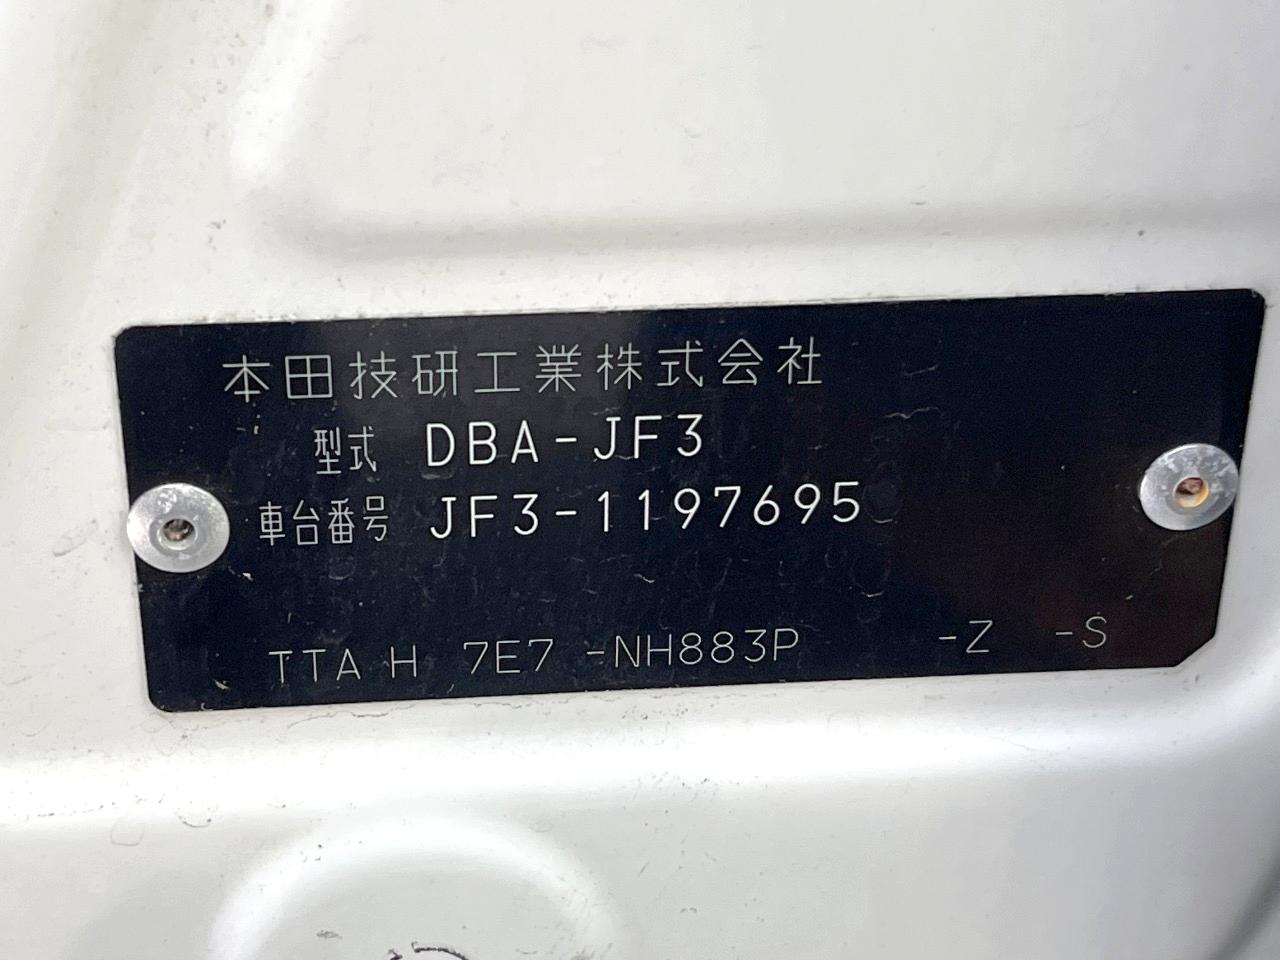 本田技研工業株式会社
型式 DBA-JF3
車台番号 JF3-1197695
TTA H 7E7 -NH883P -Z -S